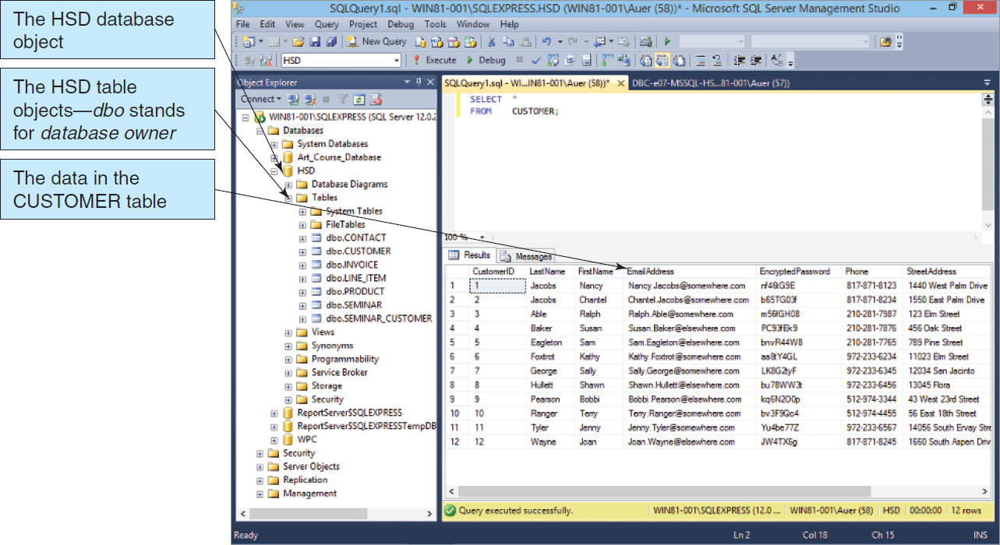 The HSD database
object
The HSD table
objects—dbo stands
for database owner
The data in the
CUSTOMER table
SQLQuery1.sql - WIN81-001\SQLEXPRESS.HSD (WIN81-001\Auer (58))* - Microsoft SQL Server Management Studio
File Edit View Query Project Debug Tools Window Help
New Query
HSD Execute Debug
Object Explorer
Connect
WIN81-001\SQLEXPRESS (SQL Server 12.0.2
Databases
System Databases
Art_Course_Database
HSD
Database Diagrams
Tables
System Tables
FileTables
dbo.CONTACT
dbo.CUSTOMER
dbo.INVOICE
dbo.LINE_ITEM
dbo.PRODUCT
dbo.SEMINAR
dbo.SEMINAR_CUSTOMER
Views
Synonyms
Programmability
Service Broker
Storage
Security
ReportServer$SQLEXPRESS
ReportServer$SQLEXPRESSTempDB
WPC
Security
Server Objects
Replication
Management
SQLQuery1.sql - WI...IN81-001\Auer (58))* DBC-e07-MSSQL-HS...81-001\Auer (57))
SELECT *
FROM CUSTOMER;
100 %
Results Messages
CustomerID LastName FirstName EmailAddress EncryptedPassword Phone StreetAddress
1 1 Jacobs Nancy Nancy.Jacobs@somewhere.com nf46tG9E 817-871-8123 1440 West Palm Drive
2 2 Jacobs Chantel Chantel.Jacobs@somewhere.com b65TG03f 817-871-8234 1550 East Palm Drive
3 3 Able Ralph Ralph.Able@somewhere.com m56fGH08 210-281-7987 123 Elm Street
4 4 Baker Susan Susan.Baker@elsewhere.com PC93fEk9 210-281-7876 456 Oak Street
5 5 Eagleton Sam Sam.Eagleton@elsewhere.com bnvR44W8 210-281-7765 789 Pine Street
6 6 Foxtrot Kathy Kathy.Foxtrot@somewhere.com aa8tY4GL 972-233-6234 11023 Elm Street
7 7 George Sally Sally.George@somewhere.com LK8G2tyF 972-233-6345 12034 San Jacinto
8 8 Hullett Shawn Shawn.Hullett@elsewhere.com bu78WW3t 972-233-6456 13045 Flora
9 9 Pearson Bobbi Bobbi.Pearson@elsewhere.com kq6N2O0p 512-974-3344 43 West 23rd Street
10 10 Ranger Terry Terry.Ranger@somewhere.com bv3F9Qc4 512-974-4455 56 East 18th Street
11 11 Tyler Jenny Jenny.Tyler@somewhere.com Yu4be77Z 972-233-6567 14056 South Ervay Stre
12 12 Wayne Joan Joan.Wayne@elsewhere.com JW4TX6g 817-871-8245 1660 South Aspen Driv
Query executed successfully. WIN81-001\SQLEXPRESS (12.0 ... WIN81-001\Auer (58) HSD 00:00:00 12 rows
Ready Ln 2 Col 18 Ch 15 INS